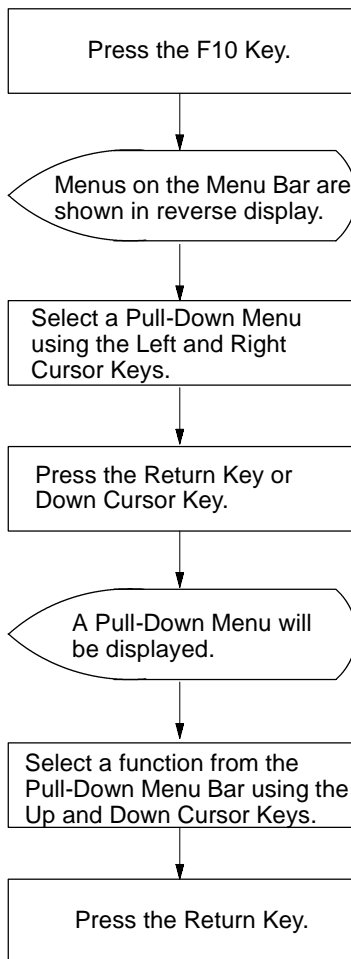 Press the F10 Key.
Menus on the Menu Bar are
shown in reverse display.
Select a Pull-Down Menu
using the Left and Right
Cursor Keys.
Press the Return Key or
Down Cursor Key.
A Pull-Down Menu will
be displayed.
Select a function from the
Pull-Down Menu Bar using the
Up and Down Cursor Keys.
Press the Return Key.